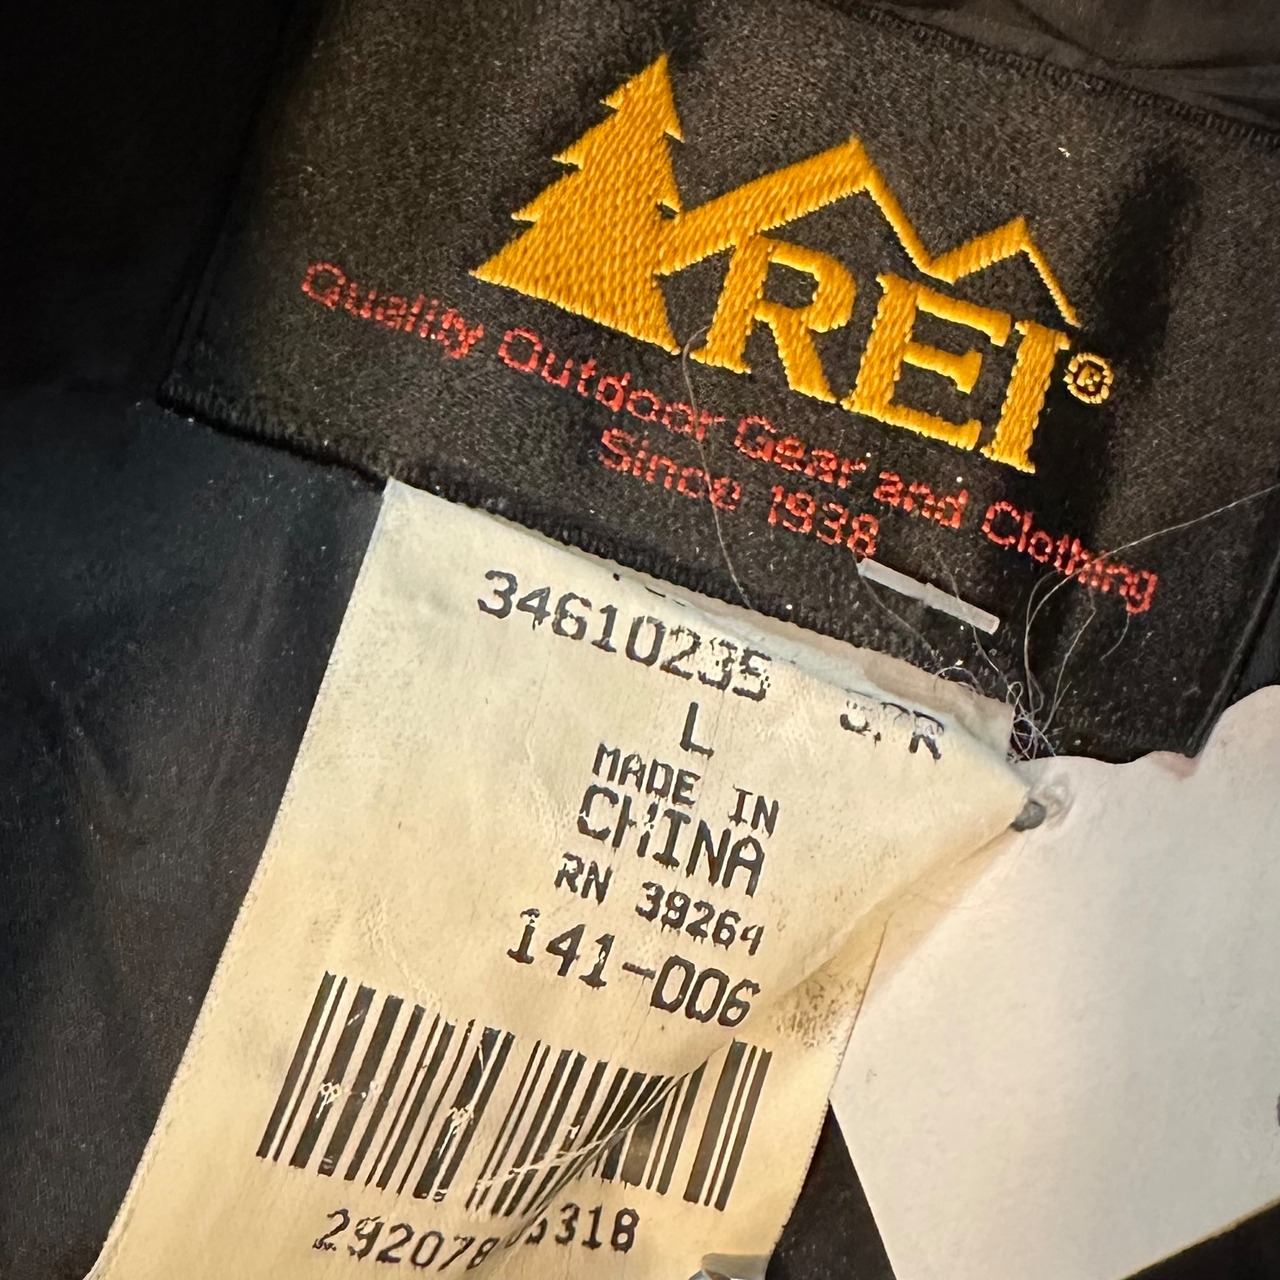 REI®
Quality Outdoor Gear and Clothing
Since 1938
34610235
L
MADE IN
CHINA
RN 39264
141-006